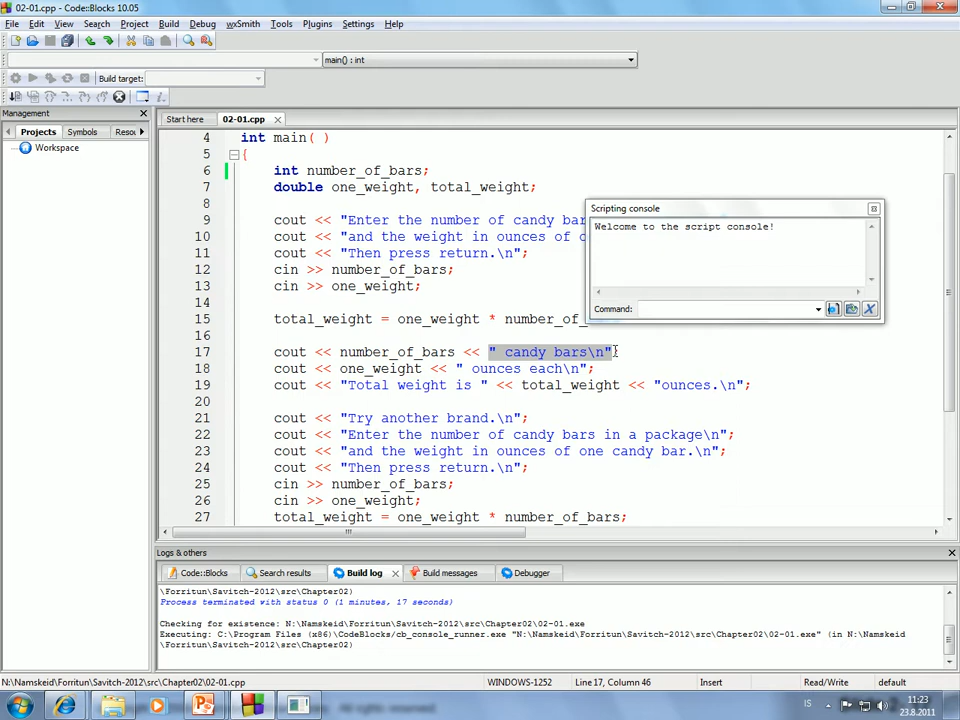 02-01.cpp - Code::Blocks 10.05
File Edit View Search Project Build Debug wxSmith Tools Plugins Settings Help
main() : int
Build target:
Management
Projects Symbols Resou
Workspace
Start here 02-01.cpp
4 int main( )
5 {
6 int number_of_bars;
7 double one_weight, total_weight;
8
9 cout << "Enter the number of candy bar
10 cout << "and the weight in ounces of o
11 cout << "Then press return.\n";
12 cin >> number_of_bars;
13 cin >> one_weight;
14
15 total_weight = one_weight * number_of_
16
17 cout << number_of_bars << " candy bars\n";
18 cout << one_weight << " ounces each\n";
19 cout << "Total weight is " << total_weight << "ounces.\n";
20
21 cout << "Try another brand.\n";
22 cout << "Enter the number of candy bars in a package\n";
23 cout << "and the weight in ounces of one candy bar.\n";
24 cout << "Then press return.\n";
25 cin >> number_of_bars;
26 cin >> one_weight;
27 total_weight = one_weight * number_of_bars;
Scripting console
Welcome to the script console!
Command:
Logs & others
Code::Blocks Search results Build log Build messages Debugger
\Forritun\Savitch-2012\src\Chapter02)
Process terminated with status 0 (1 minutes, 17 seconds)
Checking for existence: N:\Namskeid\Forritun\Savitch-2012\src\Chapter02\02-01.exe
Executing: C:\Program Files (x86)\CodeBlocks/cb_console_runner.exe "N:\Namskeid\Forritun\Savitch-2012\src\Chapter02\02-01.exe" (in N:\Namskeid
\Forritun\Savitch-2012\src\Chapter02)
N:\Namskeid\Forritun\Savitch-2012\src\Chapter02\02-01.cpp WINDOWS-1252 Line 17, Column 46 Insert Read/Write default
IS 11:23
23.8.2011